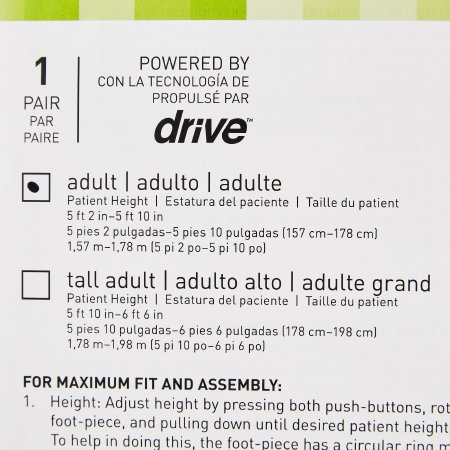 1
PAIR
PAR
PAIRE
POWERED BY
CON LA TECNOLOGÍA DE
PROPULSÉ PAR
drive™
adult | adulto | adulte
Patient Height | Estatura del paciente | Taille du patient
5 ft 2 in–5 ft 10 in
5 pies 2 pulgadas–5 pies 10 pulgadas (157 cm–178 cm)
1,57 m–1,78 m (5 pi 2 po–5 pi 10 po)
tall adult | adulto alto | adulte grand
Patient Height | Estatura del paciente | Taille du patient
5 ft 10 in–6 ft 6 in
5 pies 10 pulgadas–6 pies 6 pulgadas (178 cm–198 cm)
1,78 m–1,98 m (5 pi 10 po–6 pi 6 po)
FOR MAXIMUM FIT AND ASSEMBLY:
1. Height: Adjust height by pressing both push-buttons, rot
foot-piece, and pulling down until desired patient height
To help in doing this, the foot-piece has a circular ring m